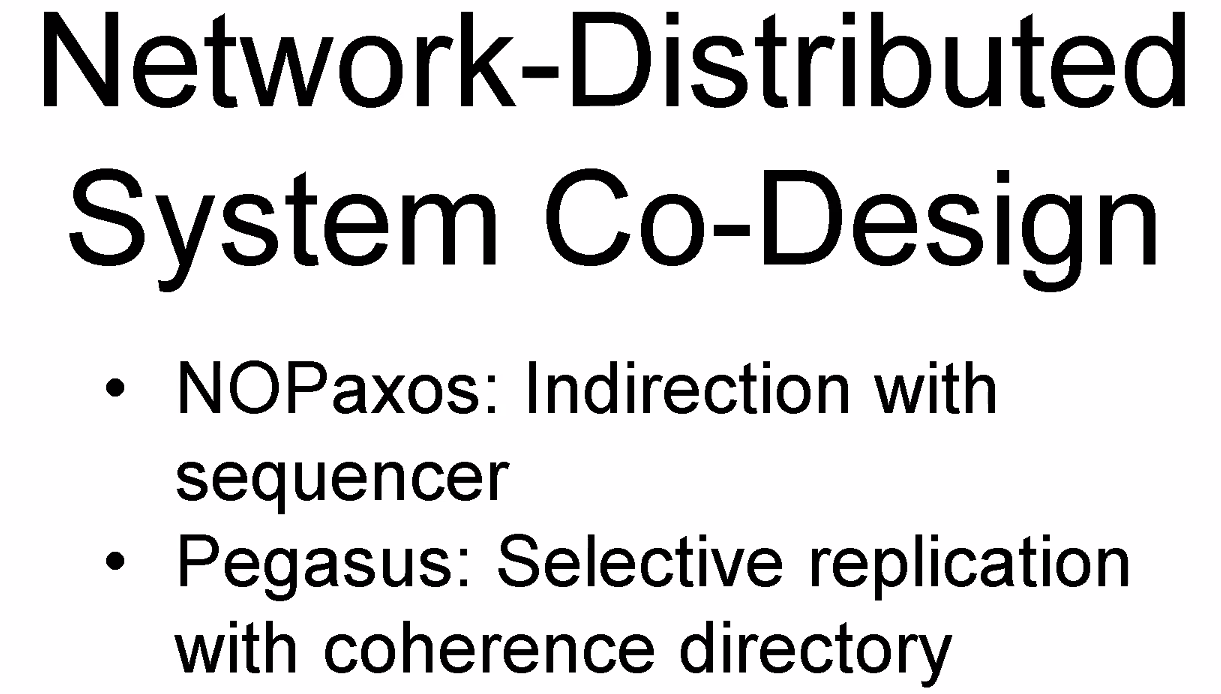 Network-Distributed
System Co-Design
• NOPaxos: Indirection with
sequencer
• Pegasus: Selective replication
with coherence directory